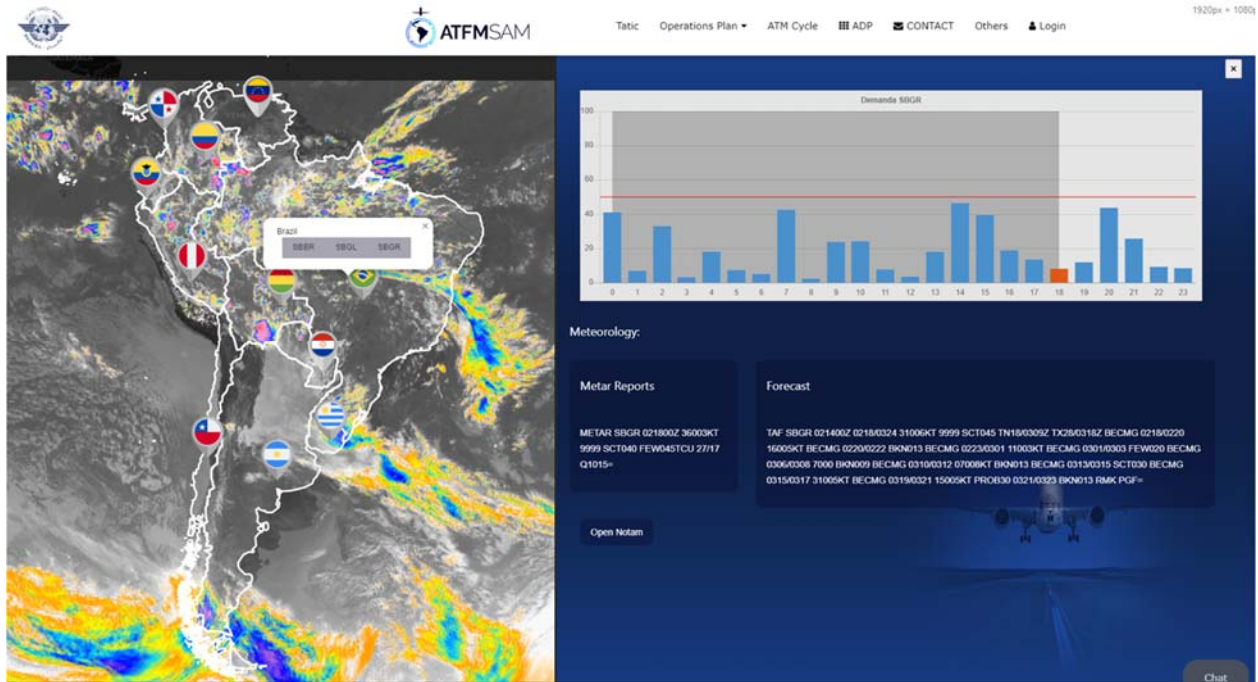 1920px × 1080p
ATFMSAM
Tatic
Operations Plan
ATM Cycle
ADP
CONTACT
Others
Login
Brazil
SBBR SBGL SBGR
Demanda SBGR
100
80
60
40
20
0
0 1 2 3 4 5 6 7 8 9 10 11 12 13 14 15 16 17 18 19 20 21 22 23
Meteorology:
Metar Reports
METAR SBGR 021800Z 36003KT
9999 SCT040 FEW045TCU 27/17
Q1015=
Forecast
TAF SBGR 021400Z 0218/0324 31006KT 9999 SCT045 TN18/0309Z TX28/0318Z BECMG 0218/0220
16005KT BECMG 0220/0222 BKN013 BECMG 0223/0301 11003KT BECMG 0301/0303 FEW020 BECMG
0306/0308 7000 BKN009 BECMG 0310/0312 07008KT BKN013 BECMG 0313/0315 SCT030 BECMG
0315/0317 31005KT BECMG 0319/0321 15005KT PROB30 0321/0323 BKN013 RMK PGF=
Open Notam
Chat